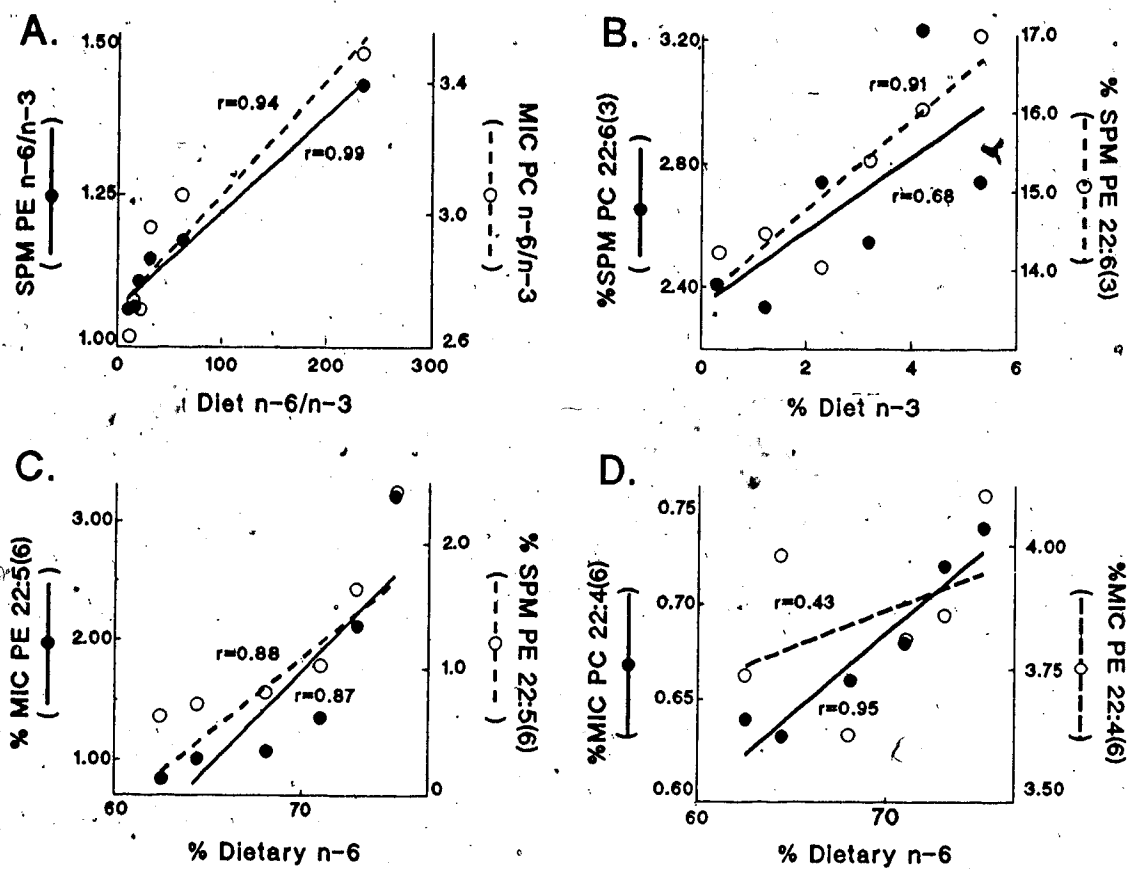 A.
SPM PE n-6/n-3
1.50
1.25
1.00
r=0.94
r=0.99
3.4
3.0
2.6
MIC PC n-6/n-3
0
100
200
300
Diet n-6/n-3
B.
%SPM PC 22:6(3)
3.20
2.80
2.40
r=0.91
r=0.68
17.0
16.0
15.0
14.0
% SPM PE 22:6(3)
0
2
4
6
% Diet n-3
C.
% MIC PE 22:5(6)
3.00
2.00
1.00
r=0.88
r=0.87
2.0
1.0
0
% SPM PE 22:5(6)
60
70
% Dietary n-6
D.
%MIC PC 22:4(6)
0.75
0.70
0.65
0.60
r=0.43
r=0.95
4.00
3.75
3.50
%MIC PE 22:4(6)
60
70
% Dietary n-6